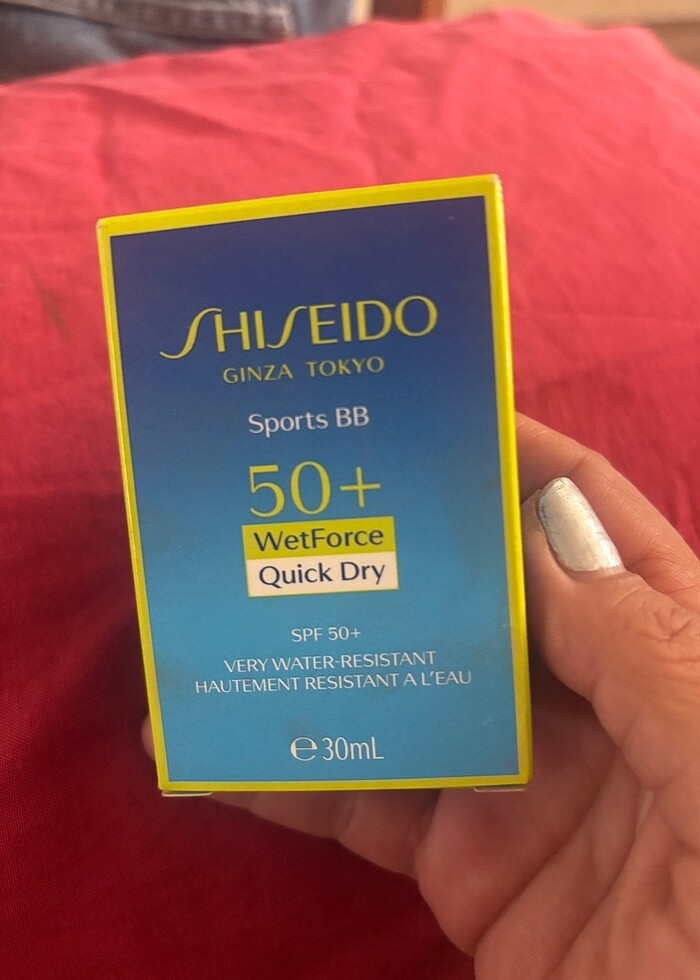 SHISEIDO
GINZA TOKYO
Sports BB
50+
WetForce
Quick Dry
SPF 50+
VERY WATER-RESISTANT
HAUTEMENT RESISTANT A L'EAU
℮30mL